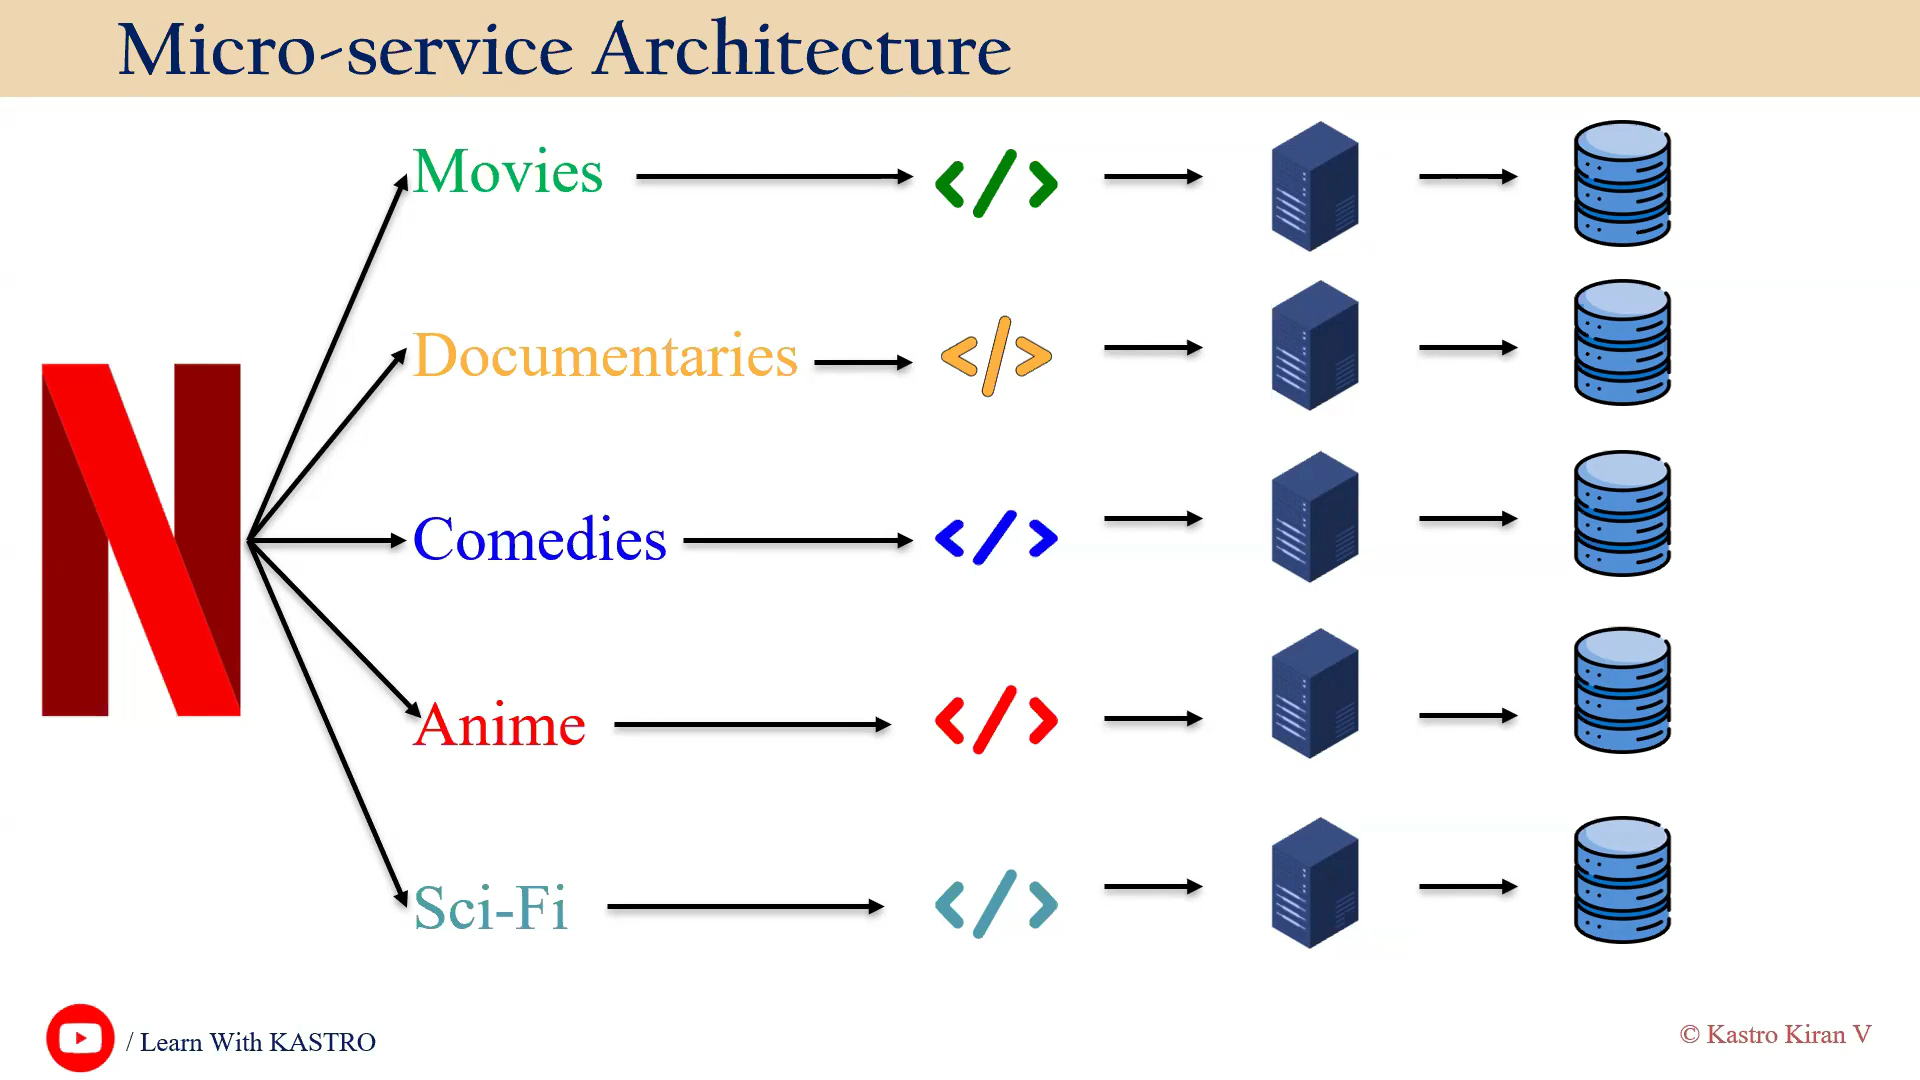 Micro-service Architecture
Movies
Documentaries
Comedies
Anime
Sci-Fi
/ Learn With KASTRO
© Kastro Kiran V